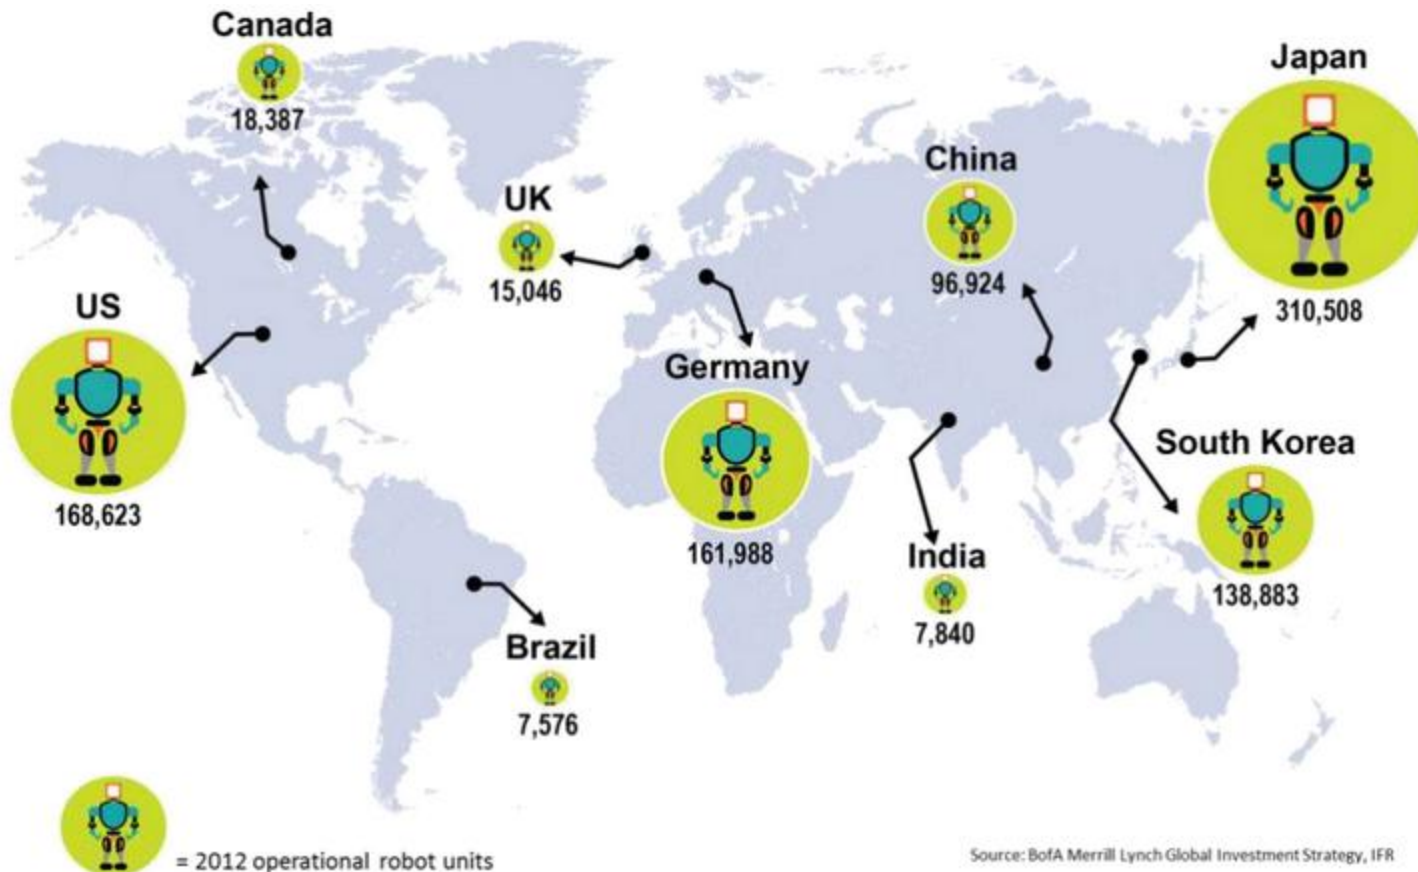 Canada
18,387
Japan
310,508
China
96,924
UK
15,046
US
168,623
Germany
161,988
South Korea
138,883
India
7,840
Brazil
7,576
= 2012 operational robot units
Source: BofA Merrill Lynch Global Investment Strategy, IFR